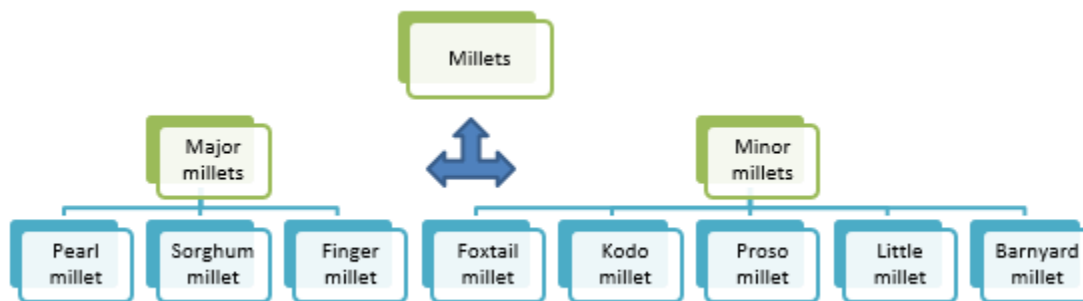 Millets
Major
millets
Minor
millets
Pearl
millet
Sorghum
millet
Finger
millet
Foxtail
millet
Kodo
millet
Proso
millet
Little
millet
Barnyard
millet